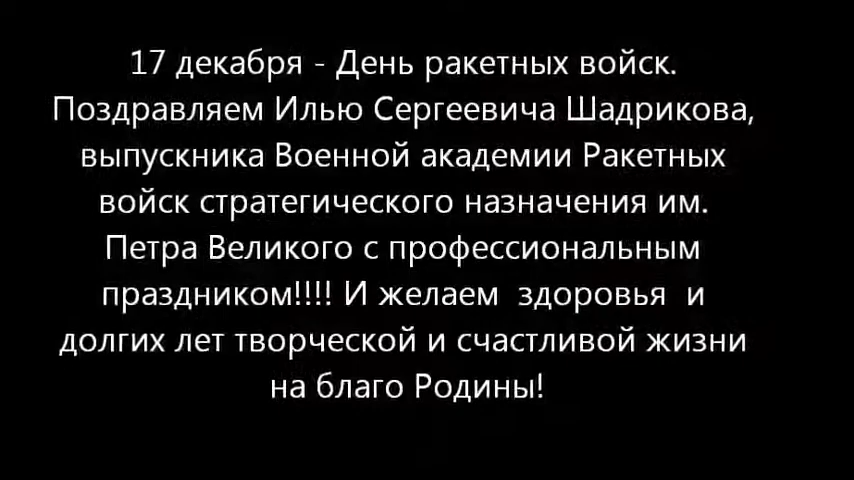 17 декабря - День ракетных войск.
Поздравляем Илью Сергеевича Шадрикова,
выпускника Военной академии Ракетных
войск стратегического назначения им.
Петра Великого с профессиональным
праздником!!!! И желаем  здоровья  и
долгих лет творческой и счастливой жизни
на благо Родины!